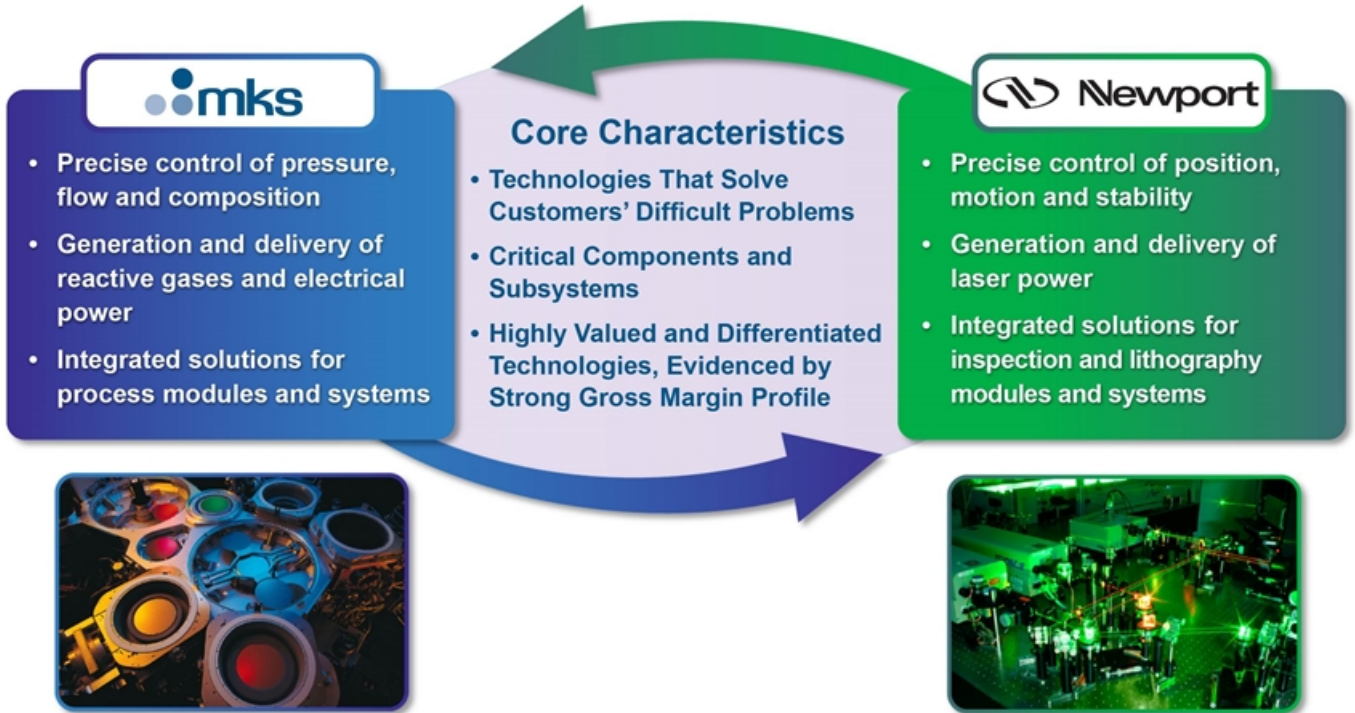 mks
• Precise control of pressure,
flow and composition
• Generation and delivery of
reactive gases and electrical
power
• Integrated solutions for
process modules and systems
Core Characteristics
• Technologies That Solve
Customers’ Difficult Problems
• Critical Components and
Subsystems
• Highly Valued and Differentiated
Technologies, Evidenced by
Strong Gross Margin Profile
Newport
• Precise control of position,
motion and stability
• Generation and delivery of
laser power
• Integrated solutions for
inspection and lithography
modules and systems